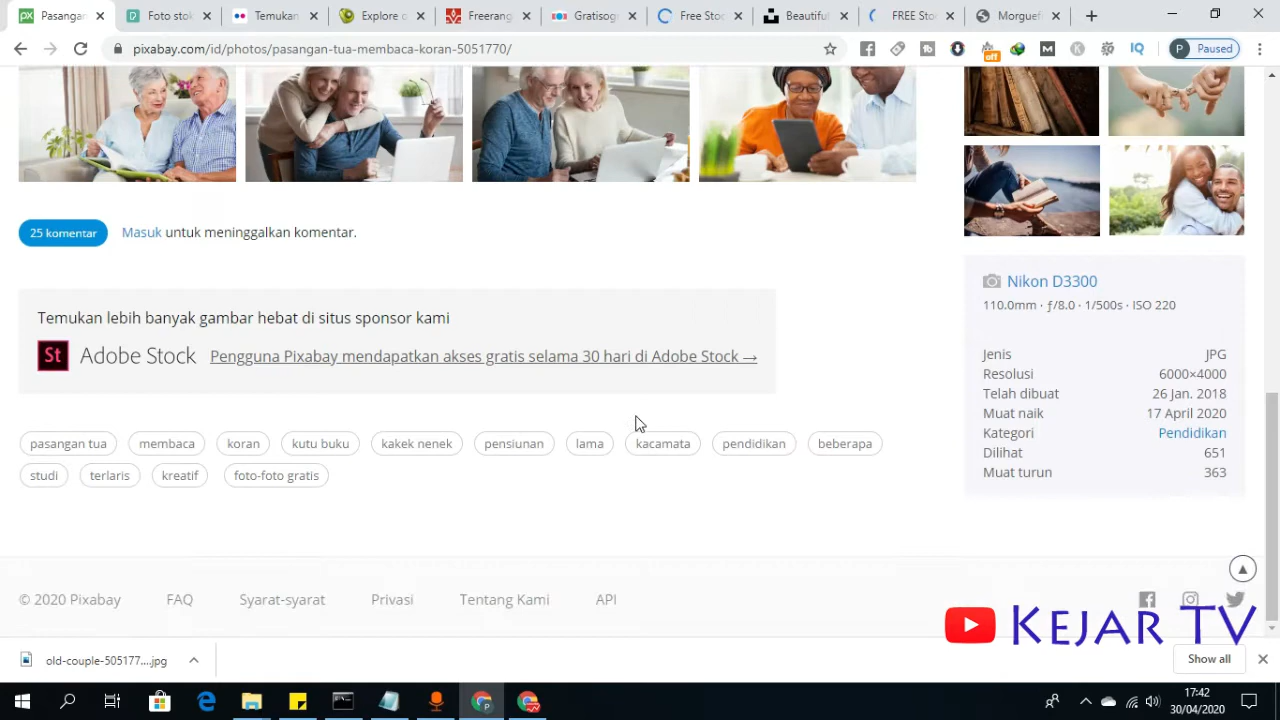 Pasangan
Foto stok
Temukan
Explore o
Freerang
Gratisogr
Free Stoc
Beautiful
FREE Sto
Morguefi
pixabay.com/id/photos/pasangan-tua-membaca-koran-5051770/
off
M
K
IQ
P Paused
25 komentar Masuk untuk meninggalkan komentar.
Temukan lebih banyak gambar hebat di situs sponsor kami
St Adobe Stock Pengguna Pixabay mendapatkan akses gratis selama 30 hari di Adobe Stock →
pasangan tua membaca koran kutu buku kakek nenek pensiunan lama kacamata pendidikan beberapa
studi terlaris kreatif foto-foto gratis
Nikon D3300
110.0mm · ƒ/8.0 · 1/500s · ISO 220
Jenis JPG
Resolusi 6000×4000
Telah dibuat 26 Jan. 2018
Muat naik 17 April 2020
Kategori Pendidikan
Dilihat 651
Muat turun 363
© 2020 Pixabay FAQ Syarat-syarat Privasi Tentang Kami API
KEJAR TV
old-couple-505177....jpg
Show all
17:42
30/04/2020